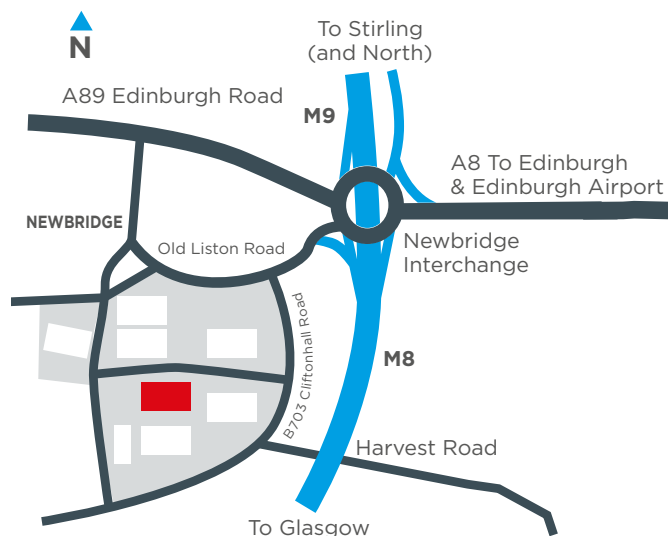 To Stirling
(and North)
N
A89 Edinburgh Road
M9
A8 To Edinburgh
& Edinburgh Airport
NEWBRIDGE
Old Liston Road
Newbridge
Interchange
B703 Cliftonhall Road
M8
Harvest Road
To Glasgow